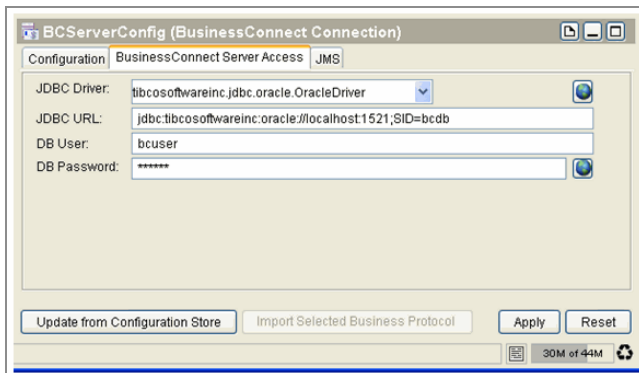 BCServerConfig (BusinessConnect Connection)
Configuration BusinessConnect Server Access JMS
JDBC Driver: tibcosoftwareinc.jdbc.oracle.OracleDriver
JDBC URL: jdbc:tibcosoftwareinc:oracle://localhost:1521;SID=bcdb
DB User: bcuser
DB Password: ******
Update from Configuration Store Import Selected Business Protocol Apply Reset
30M of 44M